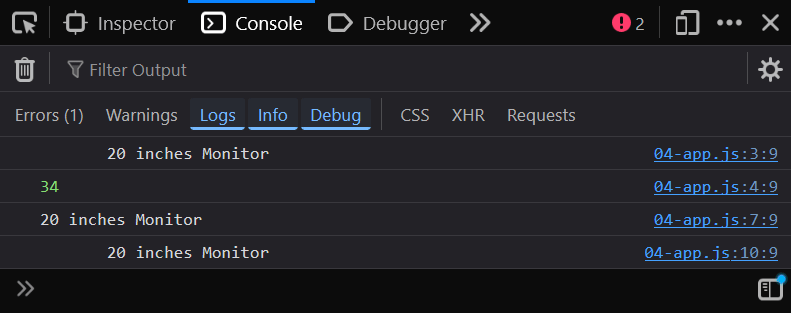 Inspector Console Debugger 2
Filter Output
Errors (1) Warnings Logs Info Debug CSS XHR Requests
20 inches Monitor 04-app.js:3:9
34 04-app.js:4:9
20 inches Monitor 04-app.js:7:9
20 inches Monitor 04-app.js:10:9